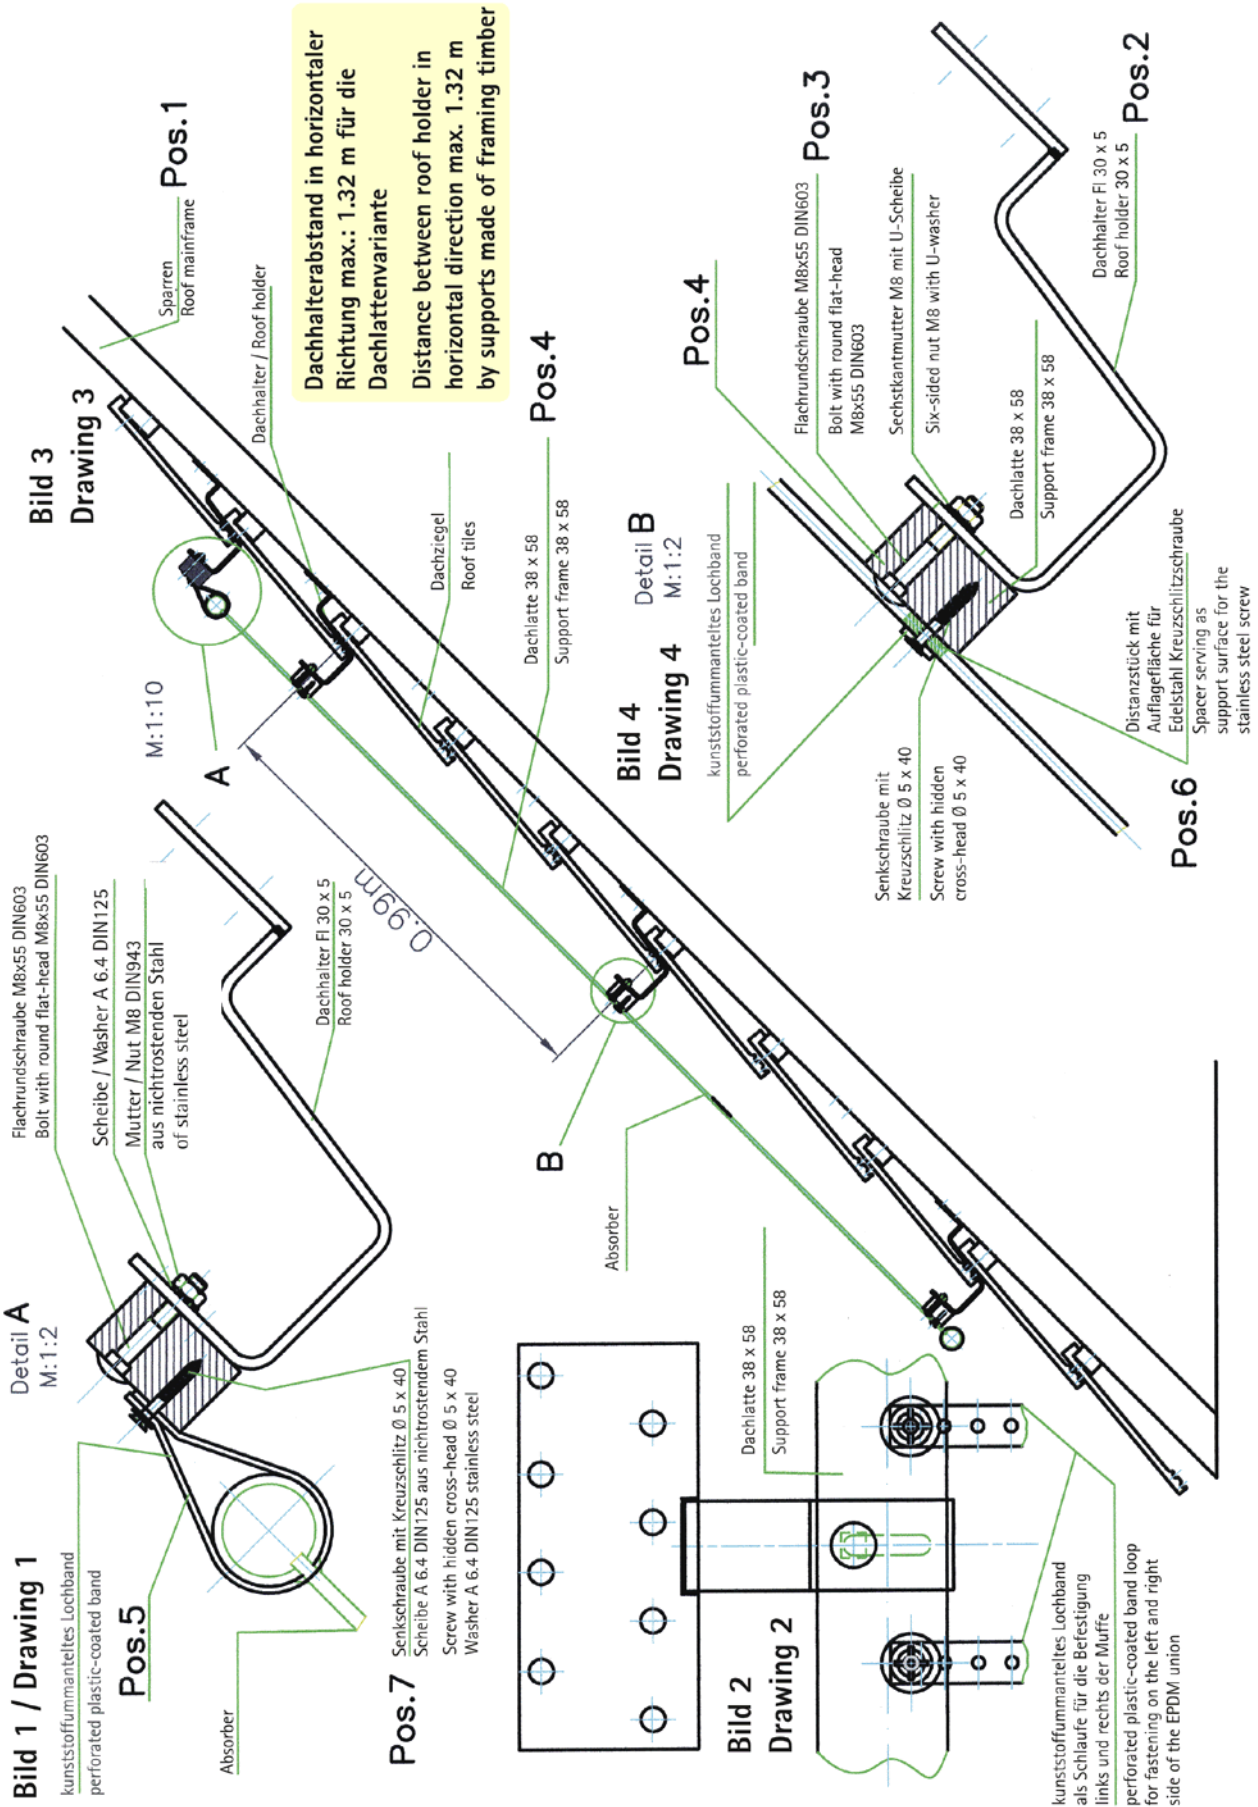 Bild 1 / Drawing 1
kunststoffummanteltes Lochband
perforated plastic-coated band
Pos.5
Absorber
Detail A
M:1:2
Flachrundschraube M8x55 DIN603
Bolt with round flat-head M8x55 DIN603
Scheibe / Washer A 6.4 DIN125
Mutter / Nut M8 DIN943
aus nichtrostenden Stahl
of stainless steel
Dachhalter Fl 30 x 5
Roof holder 30 x 5
Pos.7
Senkschraube mit Kreuzschlitz Ø 5 x 40
Scheibe A 6.4 DIN125 aus nichtrostendem Stahl
Screw with hidden cross-head Ø 5 x 40
Washer A 6.4 DIN125 stainless steel
Bild 3
Drawing 3
M:1:10
A
0.99m
B
Absorber
Sparren
Roof mainframe
Pos.1
Dachhalter / Roof holder
Dachziegel
Roof tiles
Dachlatte 38 x 58
Support frame 38 x 58
Pos.4
Dachhalterabstand in horizontaler
Richtung max.: 1.32 m für die
Dachlattenvariante
Distance between roof holder in
horizontal direction max. 1.32 m
by supports made of framing timber
Bild 2
Drawing 2
Dachlatte 38 x 58
Support frame 38 x 58
kunststoffummanteltes Lochband
als Schlaufe für die Befestigung
links und rechts der Muffe
perforated plastic-coated band loop
for fastening on the left and right
side of the EPDM union
Bild 4
Drawing 4
Detail B
M:1:2
kunststoffummanteltes Lochband
perforated plastic-coated band
Pos.4
Flachrundschraube M8x55 DIN603
Bolt with round flat-head
M8x55 DIN603
Pos.3
Sechstkantmutter M8 mit U-Scheibe
Six-sided nut M8 with U-washer
Dachlatte 38 x 58
Support frame 38 x 58
Dachhalter Fl 30 x 5
Roof holder 30 x 5
Pos.2
Senkschraube mit
Kreuzschlitz Ø 5 x 40
Screw with hidden
cross-head Ø 5 x 40
Pos.6
Distanzstück mit
Auflagefläche für
Edelstahl Kreuzschlitzschraube
Spacer serving as
support surface for the
stainless steel screw